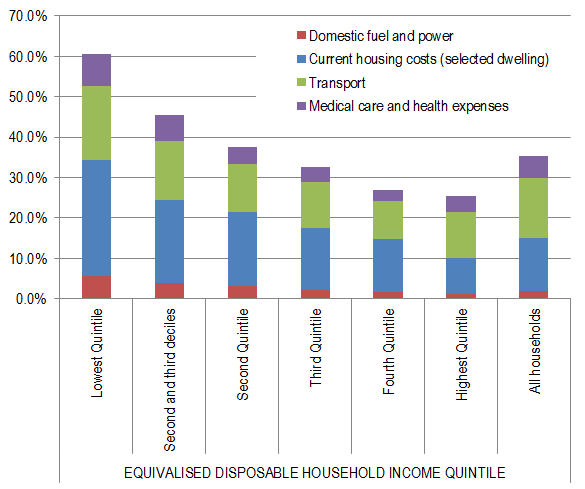 70.0%
60.0%
50.0%
40.0%
30.0%
20.0%
10.0%
0.0%
Domestic fuel and power
Current housing costs (selected dwelling)
Transport
Medical care and health expenses
Lowest Quintile
Second and third deciles
Second Quintile
Third Quintile
Fourth Quintile
Highest Quintile
All households
EQUIVALISED DISPOSABLE HOUSEHOLD INCOME QUINTILE